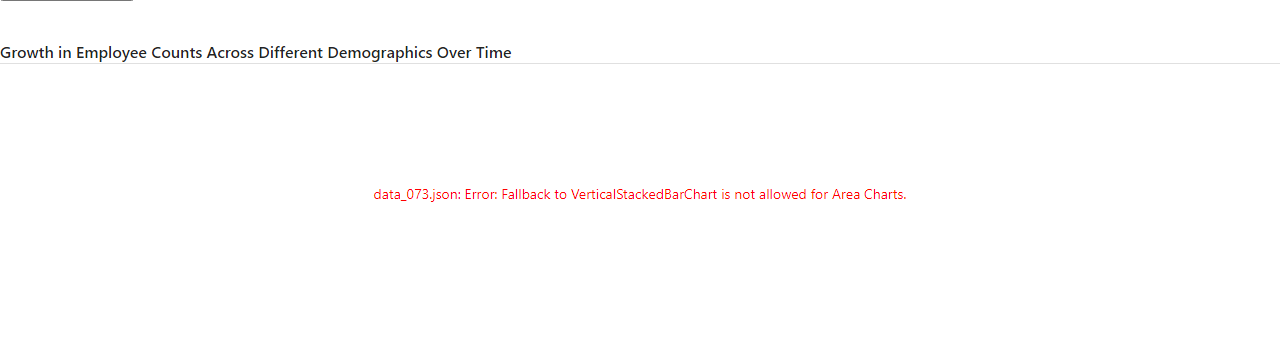 Growth in Employee Counts Across Different Demographics Over Time
data_073.json: Error: Fallback to VerticalStackedBarChart is not allowed for Area Charts.